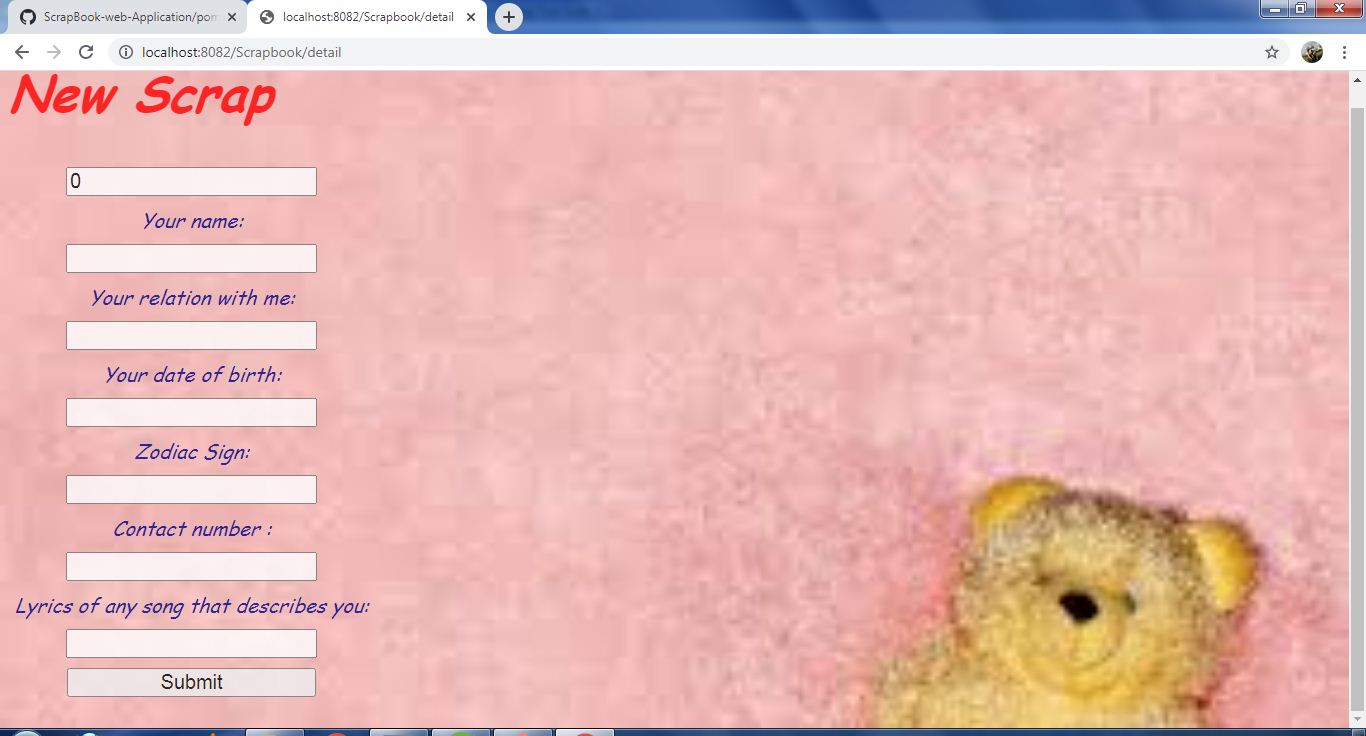 ScrapBook-web-Application/pom
localhost:8082/Scrapbook/detail
localhost:8082/Scrapbook/detail
New Scrap
0
Your name:
Your relation with me:
Your date of birth:
Zodiac Sign:
Contact number :
Lyrics of any song that describes you:
Submit